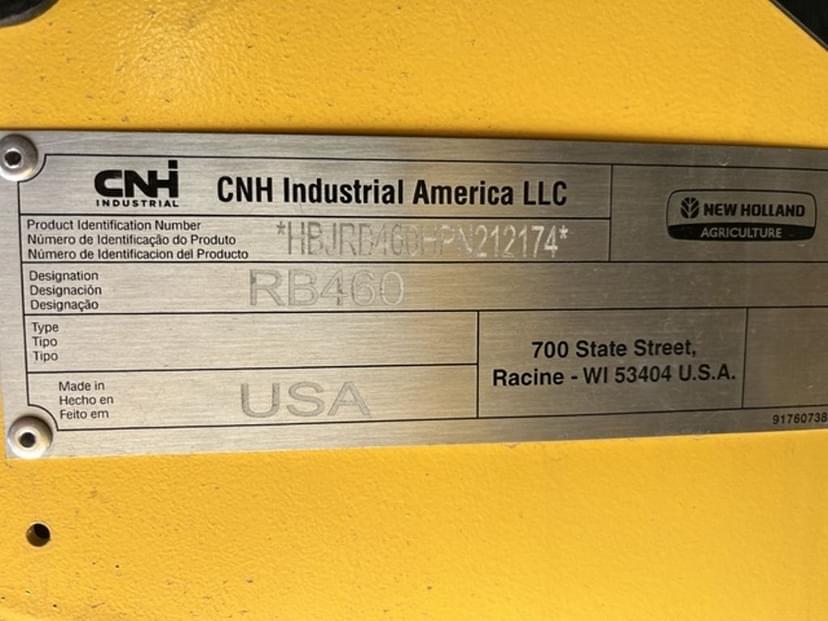 CNH
INDUSTRIAL
CNH Industrial America LLC
NEW HOLLAND
AGRICULTURE
Product Identification Number
Número de Identificação do Produto
Número de Identificacion del Producto
*HBJRB460HPN212174*
Designation
Designación
Designação
RB460
Type
Tipo
Tipo
700 State Street,
Racine - WI 53404 U.S.A.
Made in
Hecho en
Feito em
USA
91760738